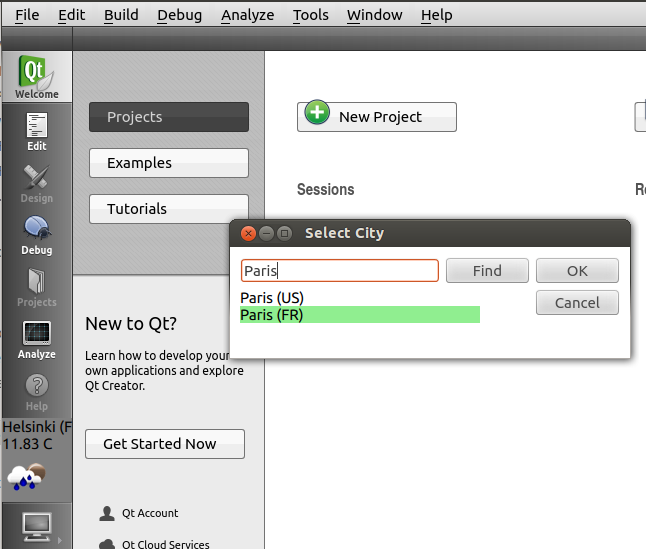 File Edit Build Debug Analyze Tools Window Help
Qt
Welcome
Edit
Design
Debug
Projects
Analyze
Help
Helsinki (F
11.83 C
Projects
Examples
Tutorials
New to Qt?
Learn how to develop your
own applications and explore
Qt Creator.
Get Started Now
Qt Account
Qt Cloud Services
New Project
Sessions
Select City
Paris
Find
OK
Paris (US)
Paris (FR)
Cancel